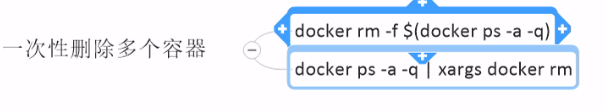 一次性删除多个容器
docker rm -f $(docker ps -a -q)
docker ps -a -q | xargs docker rm